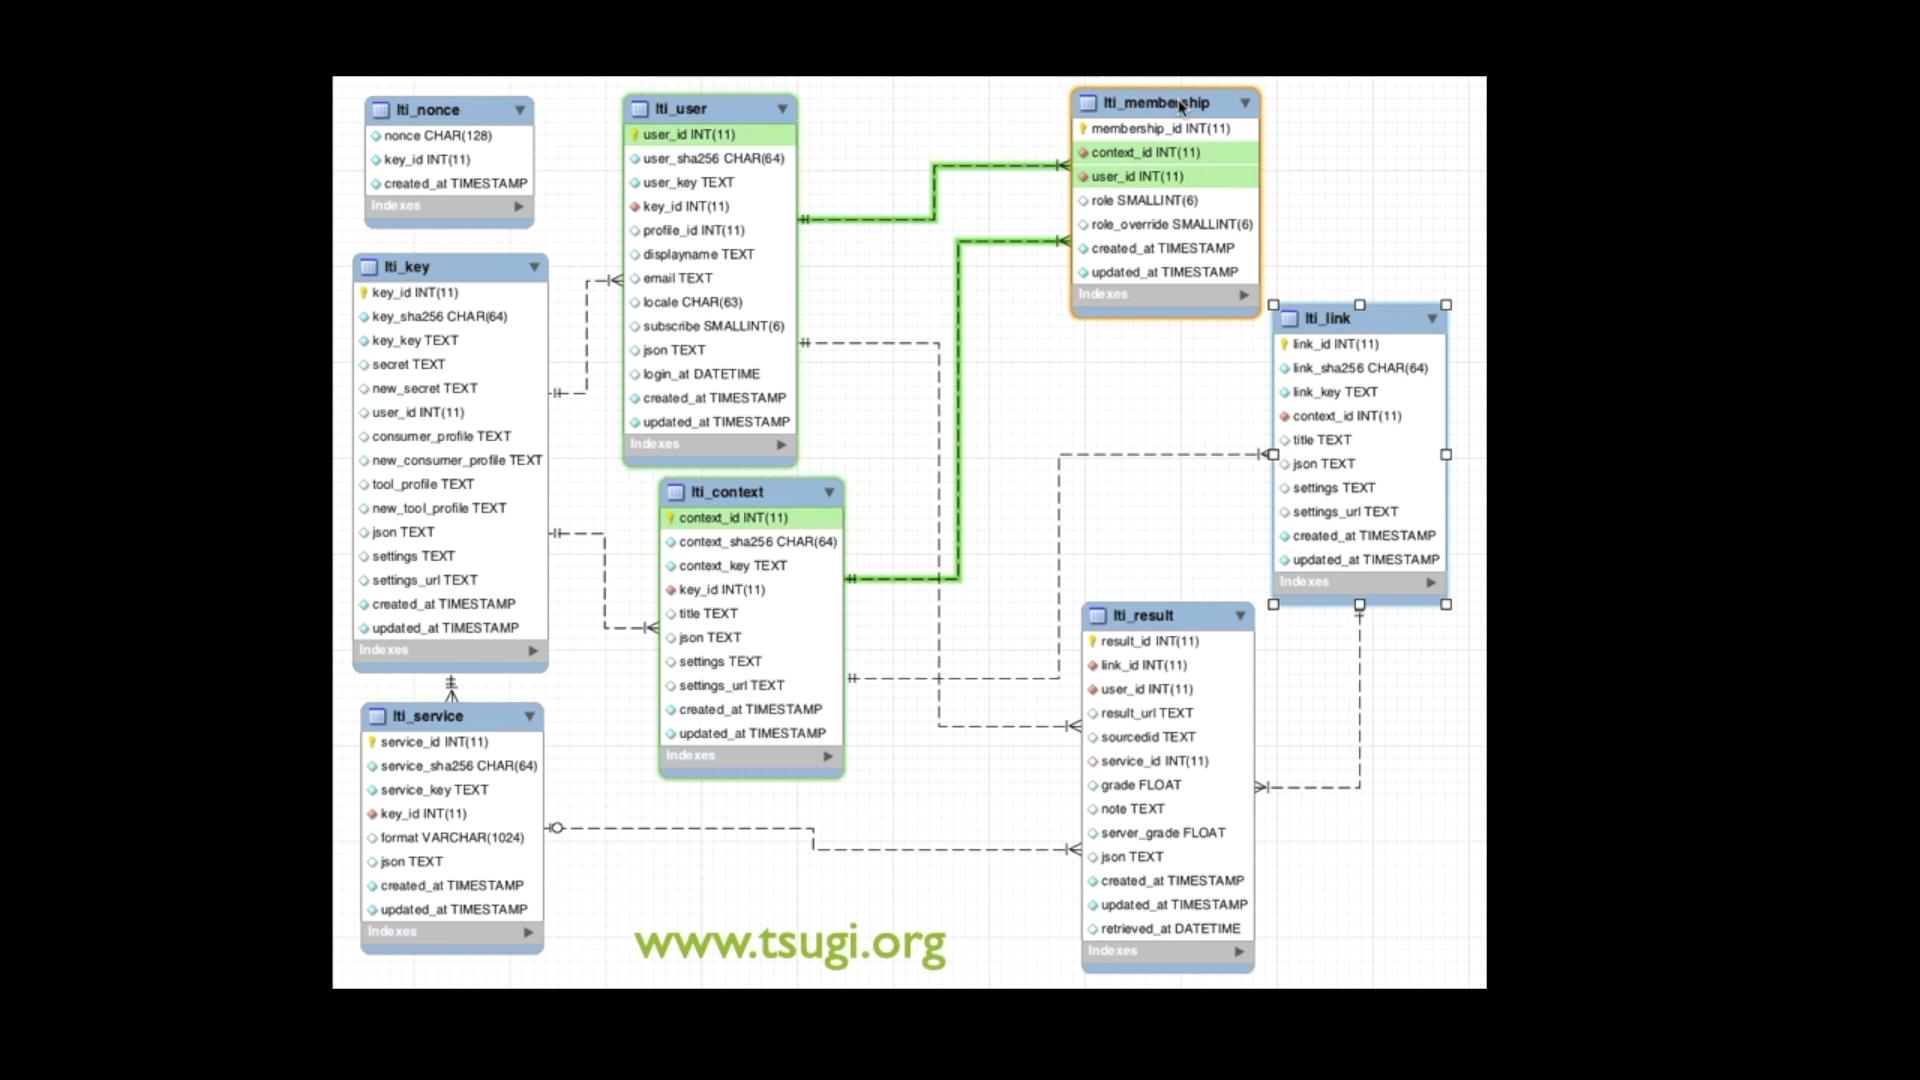 lti_nonce
nonce CHAR(128)
key_id INT(11)
created_at TIMESTAMP
Indexes
lti_key
key_id INT(11)
key_sha256 CHAR(64)
key_key TEXT
secret TEXT
new_secret TEXT
user_id INT(11)
consumer_profile TEXT
new_consumer_profile TEXT
tool_profile TEXT
new_tool_profile TEXT
json TEXT
settings TEXT
settings_url TEXT
created_at TIMESTAMP
updated_at TIMESTAMP
Indexes
lti_service
service_id INT(11)
service_sha256 CHAR(64)
service_key TEXT
key_id INT(11)
format VARCHAR(1024)
json TEXT
created_at TIMESTAMP
updated_at TIMESTAMP
Indexes
lti_user
user_id INT(11)
user_sha256 CHAR(64)
user_key TEXT
key_id INT(11)
profile_id INT(11)
displayname TEXT
email TEXT
locale CHAR(63)
subscribe SMALLINT(6)
json TEXT
login_at DATETIME
created_at TIMESTAMP
updated_at TIMESTAMP
Indexes
lti_context
context_id INT(11)
context_sha256 CHAR(64)
context_key TEXT
key_id INT(11)
title TEXT
json TEXT
settings TEXT
settings_url TEXT
created_at TIMESTAMP
updated_at TIMESTAMP
Indexes
www.tsugi.org
lti_membership
membership_id INT(11)
context_id INT(11)
user_id INT(11)
role SMALLINT(6)
role_override SMALLINT(6)
created_at TIMESTAMP
updated_at TIMESTAMP
Indexes
lti_link
link_id INT(11)
link_sha256 CHAR(64)
link_key TEXT
context_id INT(11)
title TEXT
json TEXT
settings TEXT
settings_url TEXT
created_at TIMESTAMP
updated_at TIMESTAMP
Indexes
lti_result
result_id INT(11)
link_id INT(11)
user_id INT(11)
result_url TEXT
sourcedid TEXT
service_id INT(11)
grade FLOAT
note TEXT
server_grade FLOAT
json TEXT
created_at TIMESTAMP
updated_at TIMESTAMP
retrieved_at DATETIME
Indexes